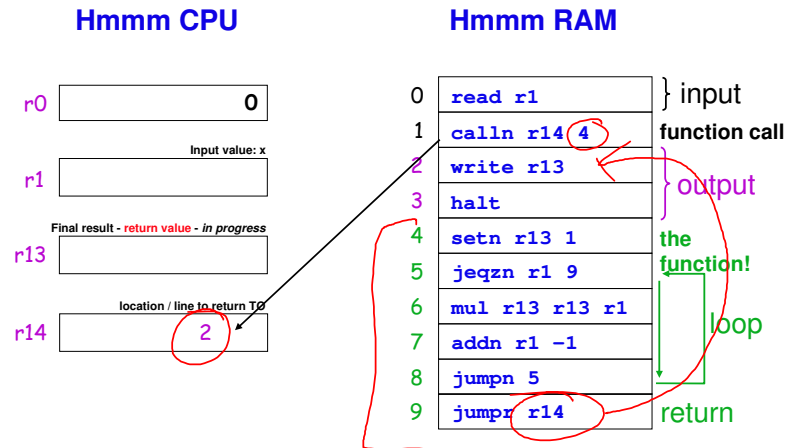 Hmmm CPU
Hmmm RAM
r0 0
Input value: x
r1
Final result - return value - in progress
r13
location / line to return TO
r14 2
0 read r1 } input
1 calln r14 4 function call
2 write r13
output
3 halt
4 setn r13 1 the
function!
5 jeqzn r1 9
6 mul r13 r13 r1
loop
7 addn r1 -1
8 jumpn 5
9 jumpr r14 return